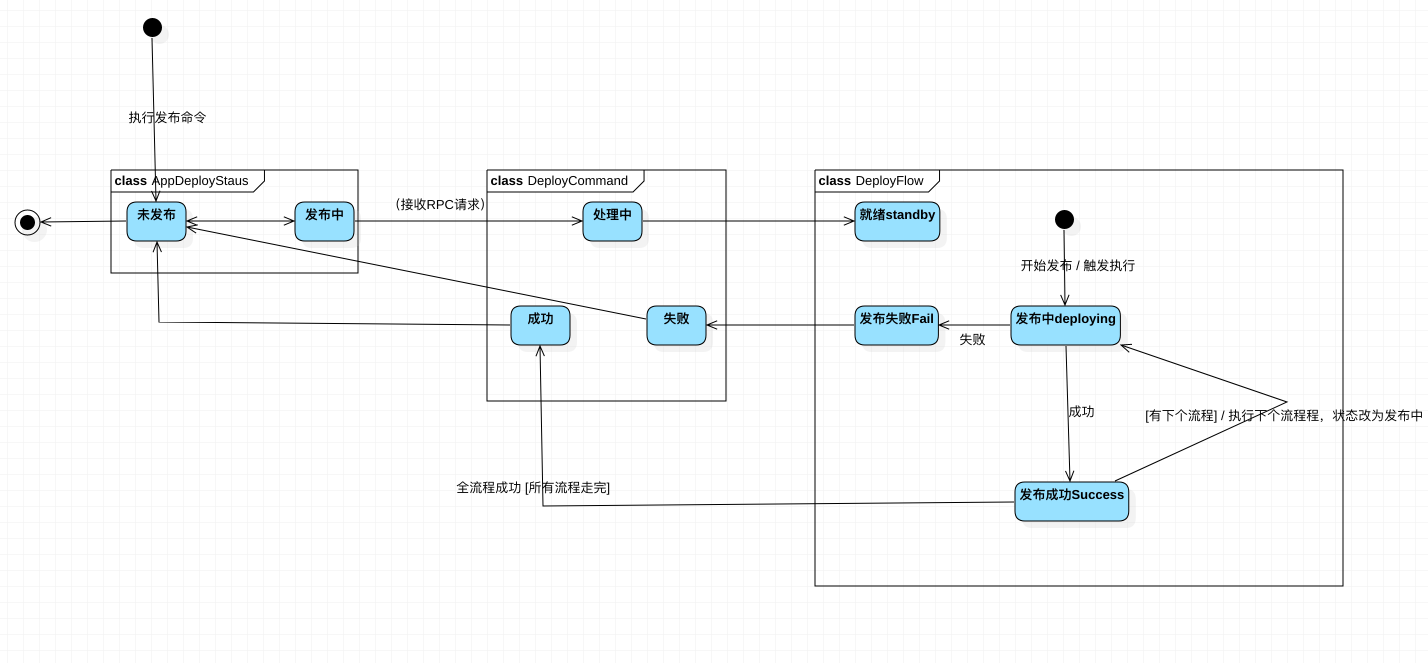 执行发布命令
class AppDeployStaus
class DeployCommand
class DeployFlow
（接收RPC请求）
未发布
发布中
处理中
就绪standby
开始发布 / 触发执行
成功
失败
发布失败Fail
发布中deploying
失败
成功
[有下个流程] / 执行下个流程程，状态改为发布中
全流程成功 [所有流程走完]
发布成功Success